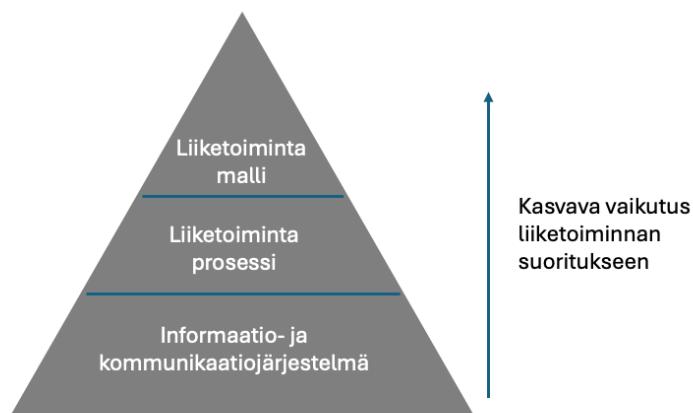 Liiketoiminta
malli
Liiketoiminta
prosessi
Informaatio- ja
kommunikaatiojärjestelmä
Kasvava vaikutus
liiketoiminnan
suoritukseen